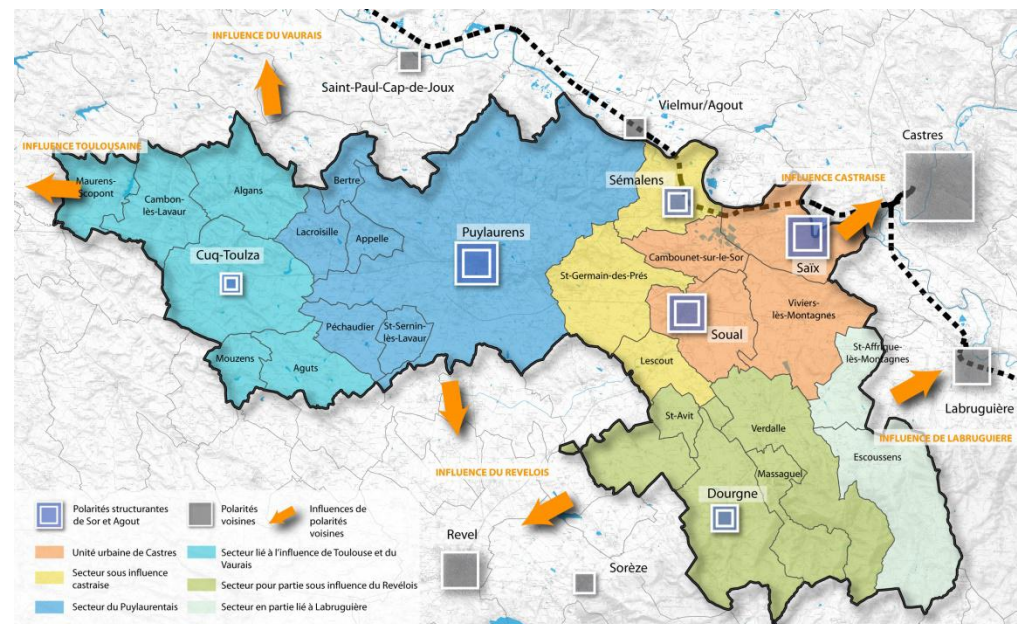 INFLUENCE DU VAURAIS
Saint-Paul-Cap-de-Joux
Vielmur/Agout
Castres
INFLUENCE TOULOUSAINE
Maurens-
Scopont
Cambon-
lès-Lavaur
Algans
Bertre
Sémalens
INFLUENCE CASTRAISE
Lacroisille
Appelle
Puylaurens
Cuq-Toulza
Cambounet-sur-le-Sor
Saïx
St-Germain-des-Prés
Viviers-
lès-Montagnes
Péchaudier
St-Sernin-
lès-Lavaur
Soual
Mouzens
Aguts
Lescout
St-Affrique-
lès-Montagnes
Labruguière
St-Avit
Verdalle
INFLUENCE DE LABRUGUIERE
Escoussens
INFLUENCE DU REVELOIS
Massaguel
Dourgne
Revel
Sorèze
Polarités structurantes
de Sor et Agout
Polarités
voisines
Influences de
polarités
voisines
Unité urbaine de Castres
Secteur sous influence
castraise
Secteur du Puylaurentais
Secteur lié à l'influence de Toulouse et du
Vaurais
Secteur pour partie sous influence du Revélois
Secteur en partie lié à Labruguière